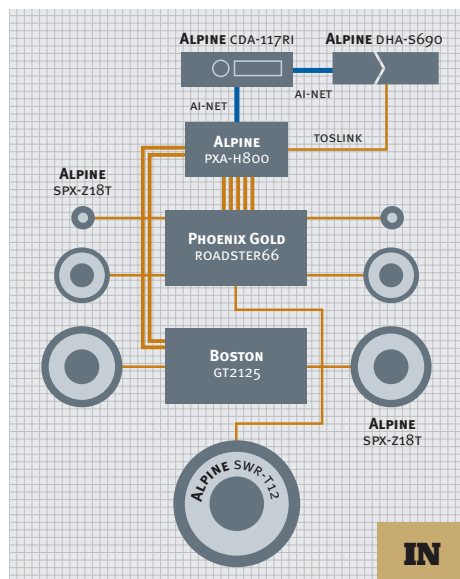 ALPINE CDA-117RI
ALPINE DHA-S690
AI-NET
AI-NET
TOSLINK
ALPINE
PXA-H800
ALPINE
SPX-Z18T
PHOENIX GOLD
ROADSTER66
BOSTON
GT2125
ALPINE
SPX-Z18T
ALPINE SWR-T12
IN